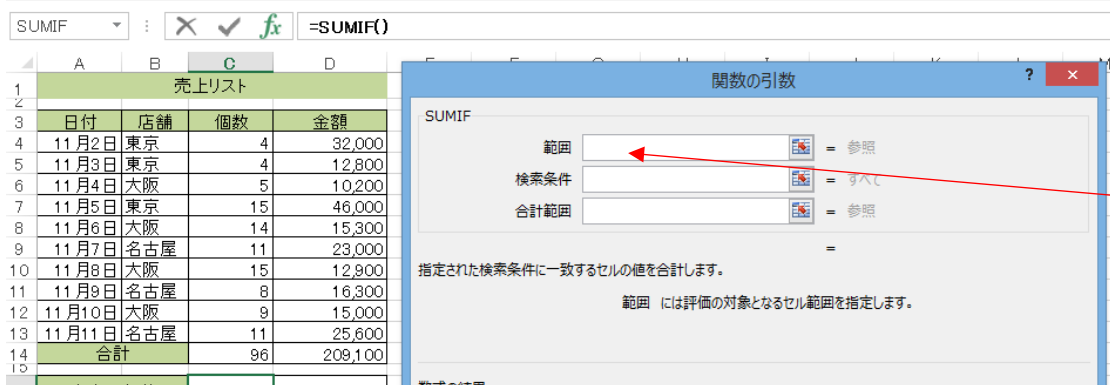 SUMIF fx =SUMIF()
A B C D
1 売上リスト
2
3 日付 店舗 個数 金額
4 11月2日 東京 4 32,000
5 11月3日 東京 4 12,800
6 11月4日 大阪 5 10,200
7 11月5日 東京 15 46,000
8 11月6日 大阪 14 15,300
9 11月7日 名古屋 11 23,000
10 11月8日 大阪 15 12,900
11 11月9日 名古屋 8 16,300
12 11月10日 大阪 9 15,000
13 11月11日 名古屋 11 25,600
14 合計 96 209,100
15
関数の引数 ? ×
SUMIF
範囲 = 参照
検索条件 = すべて
合計範囲 = 参照
=
指定された検索条件に一致するセルの値を合計します。
範囲 には評価の対象となるセル範囲を指定します。